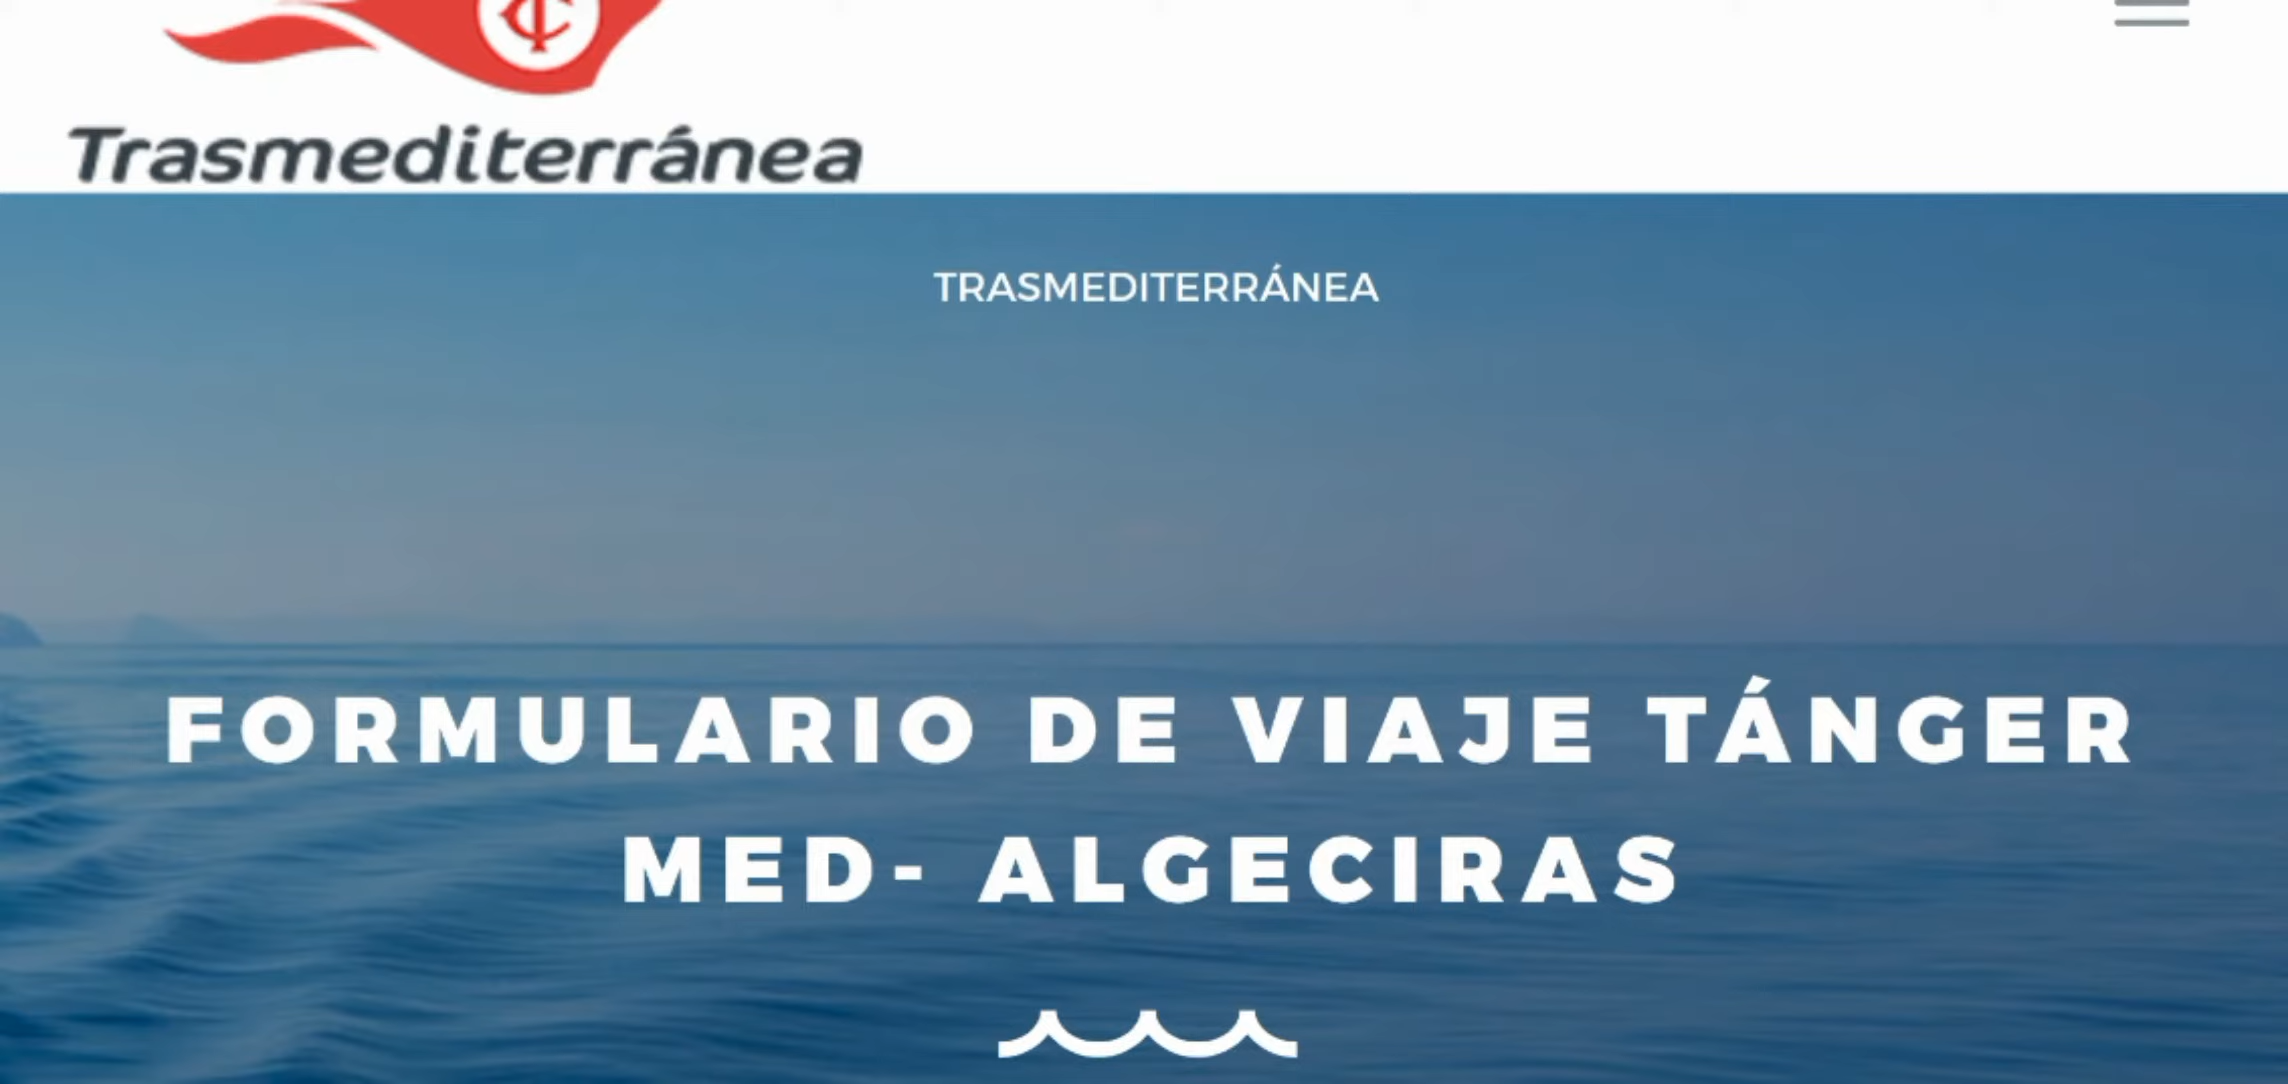 Trasmediterránea
TRASMEDITERRÁNEA
FORMULARIO DE VIAJE TÁNGER
MED- ALGECIRAS